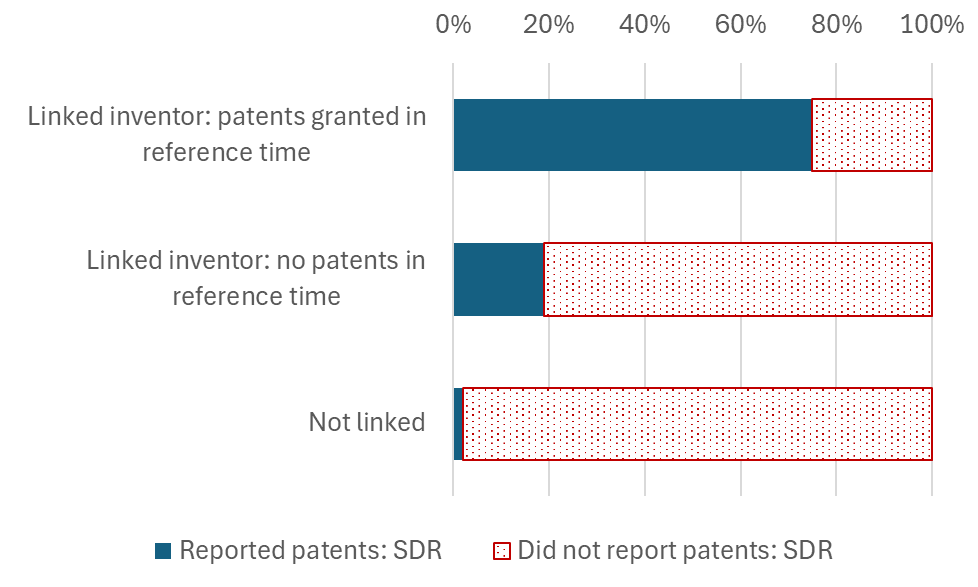 0% 20% 40% 60% 80% 100%
Linked inventor: patents granted in
reference time
Linked inventor: no patents in
reference time
Not linked
Reported patents: SDR Did not report patents: SDR